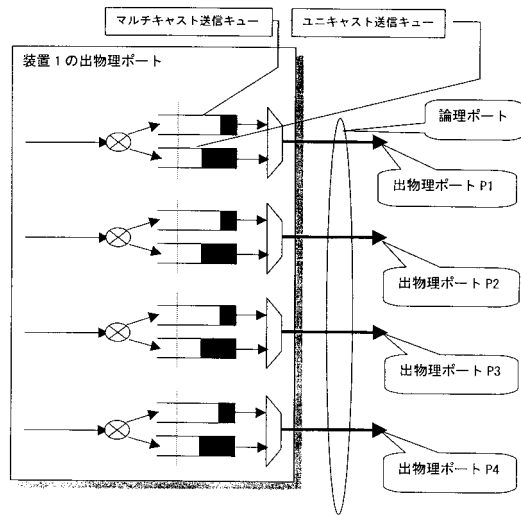 マルチキャスト送信キュー
ユニキャスト送信キュー
装置1の出物理ポート
論理ポート
出物理ポート P1
出物理ポート P2
出物理ポート P3
出物理ポート P4